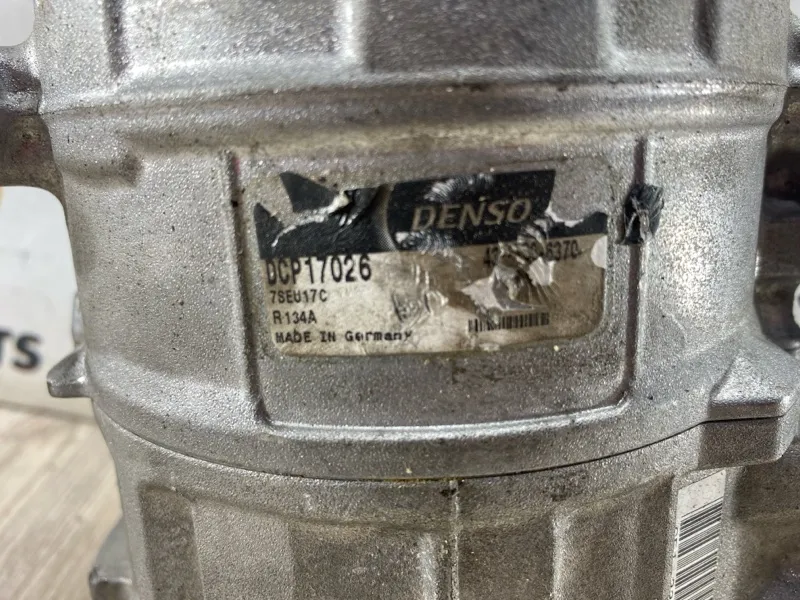 DENSO
DCP17026
7SEU17C
R134A
MADE IN Germany